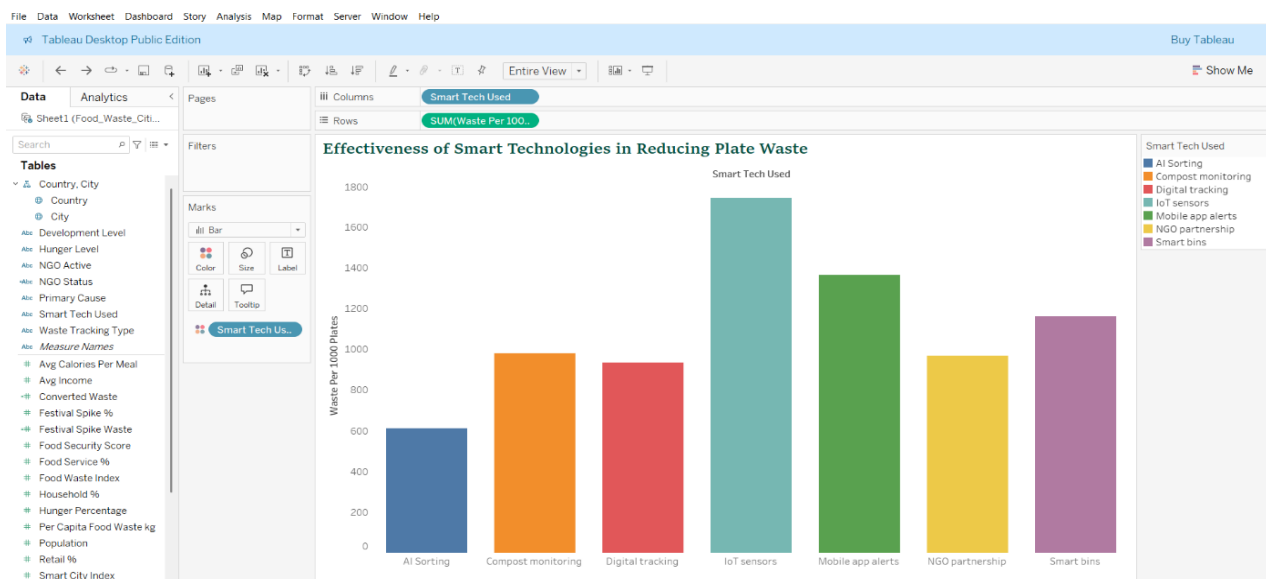 File Data Worksheet Dashboard Story Analysis Map Format Server Window Help
Tableau Desktop Public Edition Buy Tableau
Entire View Show Me
Data Analytics
Sheet1 (Food_Waste_Citi...
Search
Tables
Country, City
Country
City
Abc Development Level
Abc Hunger Level
Abc NGO Active
Abc NGO Status
Abc Primary Cause
Abc Smart Tech Used
Abc Waste Tracking Type
Abc Measure Names
# Avg Calories Per Meal
# Avg Income
# Converted Waste
# Festival Spike %
# Festival Spike Waste
# Food Security Score
# Food Service %
# Food Waste Index
# Household %
# Hunger Percentage
# Per Capita Food Waste kg
# Population
# Retail %
# Smart City Index
Pages
Filters
Marks
Bar
Color Size Label
Detail Tooltip
Smart Tech Us..
Columns Smart Tech Used
Rows SUM(Waste Per 100..
Effectiveness of Smart Technologies in Reducing Plate Waste
Smart Tech Used
Waste Per 1000 Plates
1800
1600
1400
1200
1000
800
600
400
200
0
AI Sorting Compost monitoring Digital tracking IoT sensors Mobile app alerts NGO partnership Smart bins
Smart Tech Used
AI Sorting
Compost monitoring
Digital tracking
IoT sensors
Mobile app alerts
NGO partnership
Smart bins